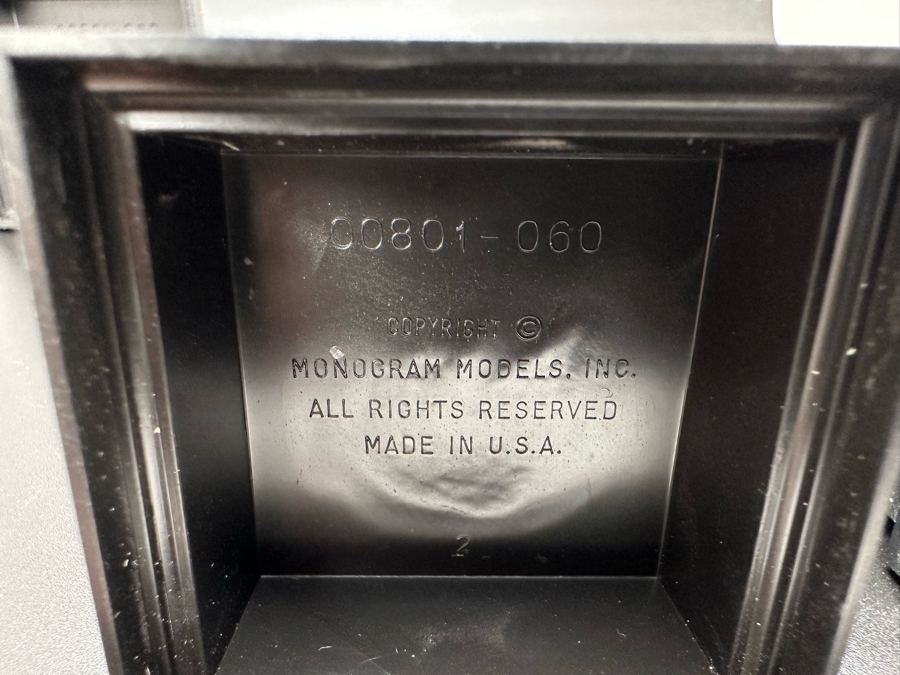 00801-060
COPYRIGHT ©
MONOGRAM MODELS, INC.
ALL RIGHTS RESERVED
MADE IN U.S.A.
2